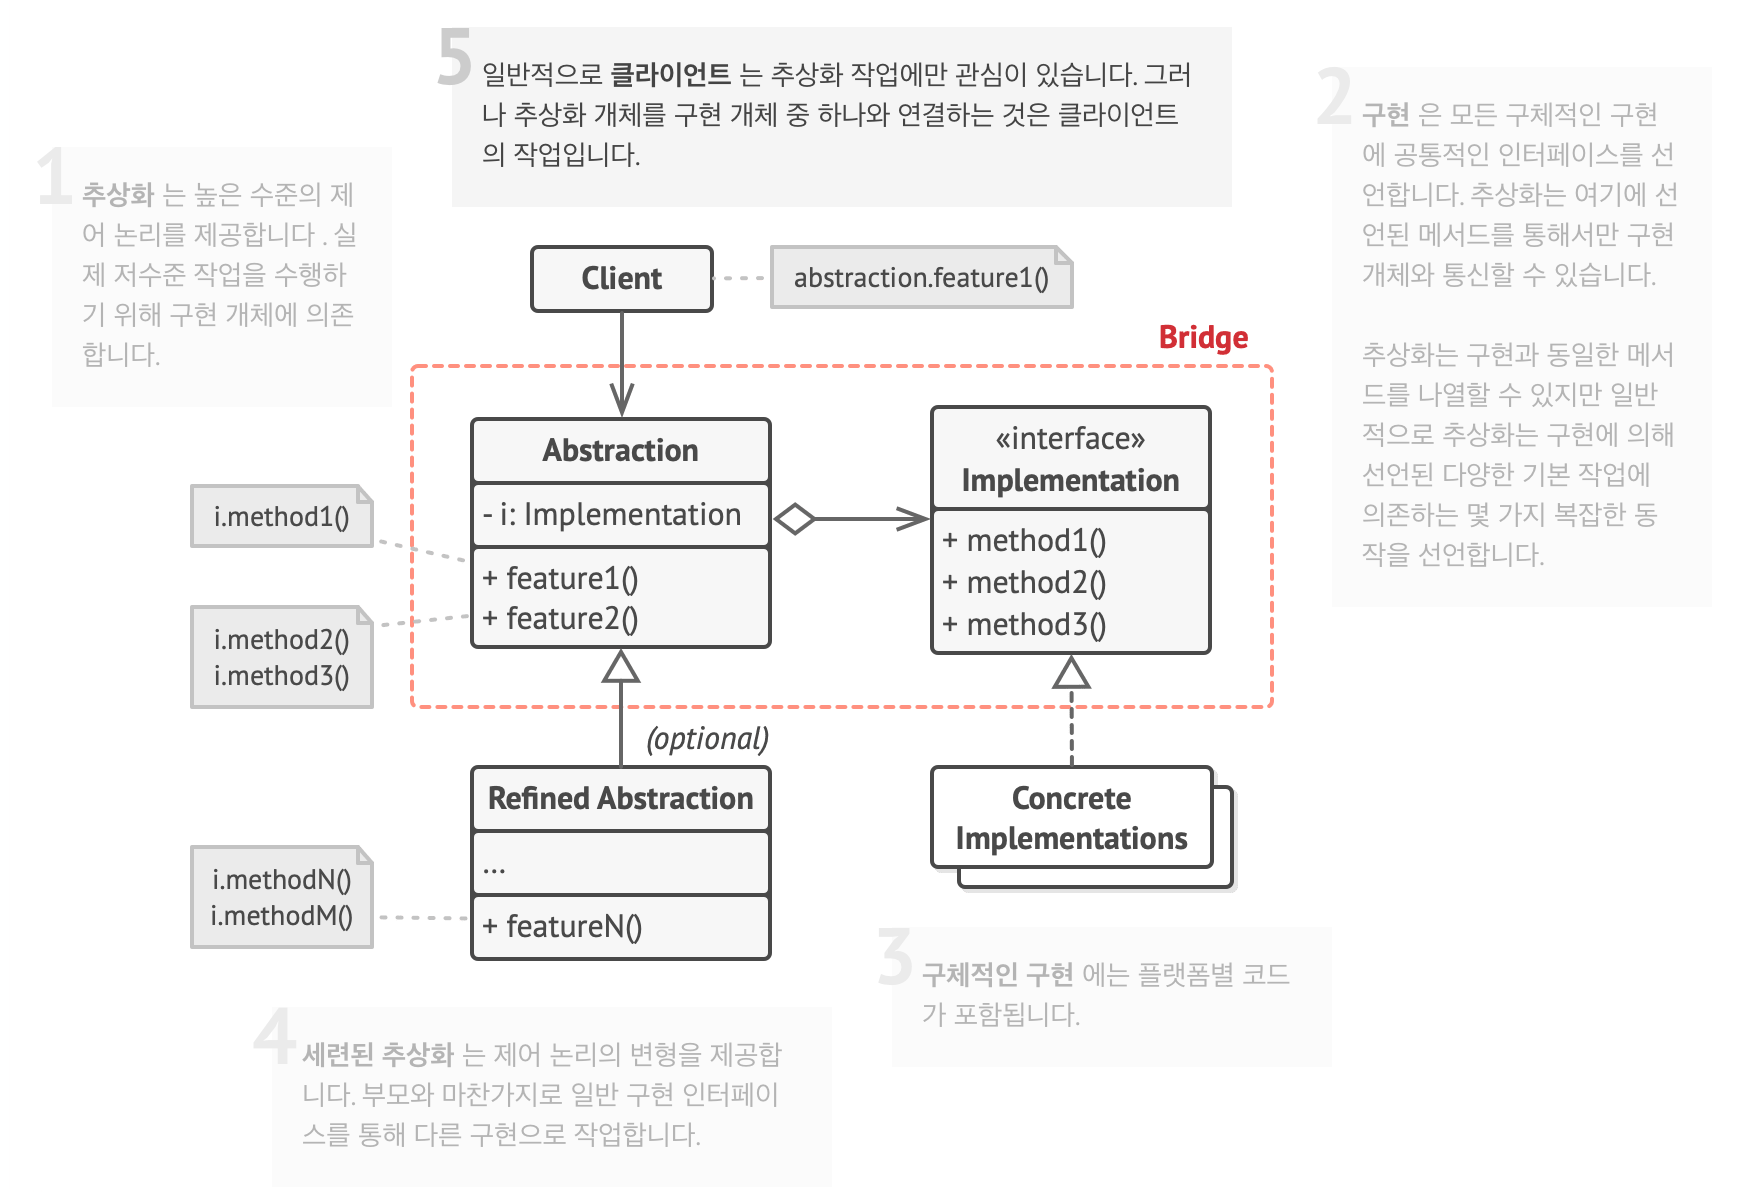 5
일반적으로 클라이언트 는 추상화 작업에만 관심이 있습니다. 그러
나 추상화 개체를 구현 개체 중 하나와 연결하는 것은 클라이언트
의 작업입니다.
1
추상화 는 높은 수준의 제
어 논리를 제공합니다 . 실
제 저수준 작업을 수행하
기 위해 구현 개체에 의존
합니다.
2
구현 은 모든 구체적인 구현
에 공통적인 인터페이스를 선
언합니다. 추상화는 여기에 선
언된 메서드를 통해서만 구현
개체와 통신할 수 있습니다.
추상화는 구현과 동일한 메서
드를 나열할 수 있지만 일반
적으로 추상화는 구현에 의해
선언된 다양한 기본 작업에
의존하는 몇 가지 복잡한 동
작을 선언합니다.
Client
abstraction.feature1()
Bridge
Abstraction
- i: Implementation
+ feature1()
+ feature2()
i.method1()
i.method2()
i.method3()
«interface»
Implementation
+ method1()
+ method2()
+ method3()
(optional)
Refined Abstraction
...
+ featureN()
i.methodN()
i.methodM()
Concrete
Implementations
3
구체적인 구현 에는 플랫폼별 코드
가 포함됩니다.
4
세련된 추상화 는 제어 논리의 변형을 제공합
니다. 부모와 마찬가지로 일반 구현 인터페이
스를 통해 다른 구현으로 작업합니다.